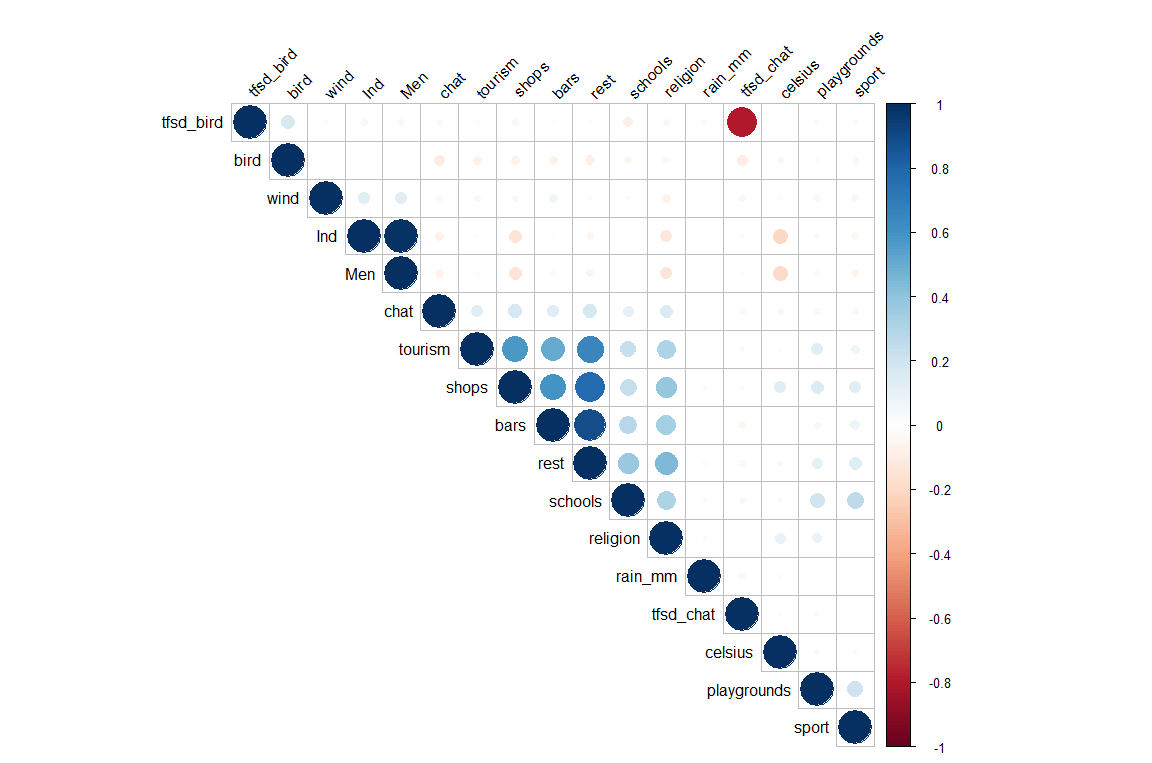 tfsd_bird
bird
wind
Ind
Men
chat
tourism
shops
bars
rest
schools
religion
rain_mm
tfsd_chat
celsius
playgrounds
sport
tfsd_bird
bird
wind
Ind
Men
chat
tourism
shops
bars
rest
schools
religion
rain_mm
tfsd_chat
celsius
playgrounds
sport
1
0.8
0.6
0.4
0.2
0
-0.2
-0.4
-0.6
-0.8
-1